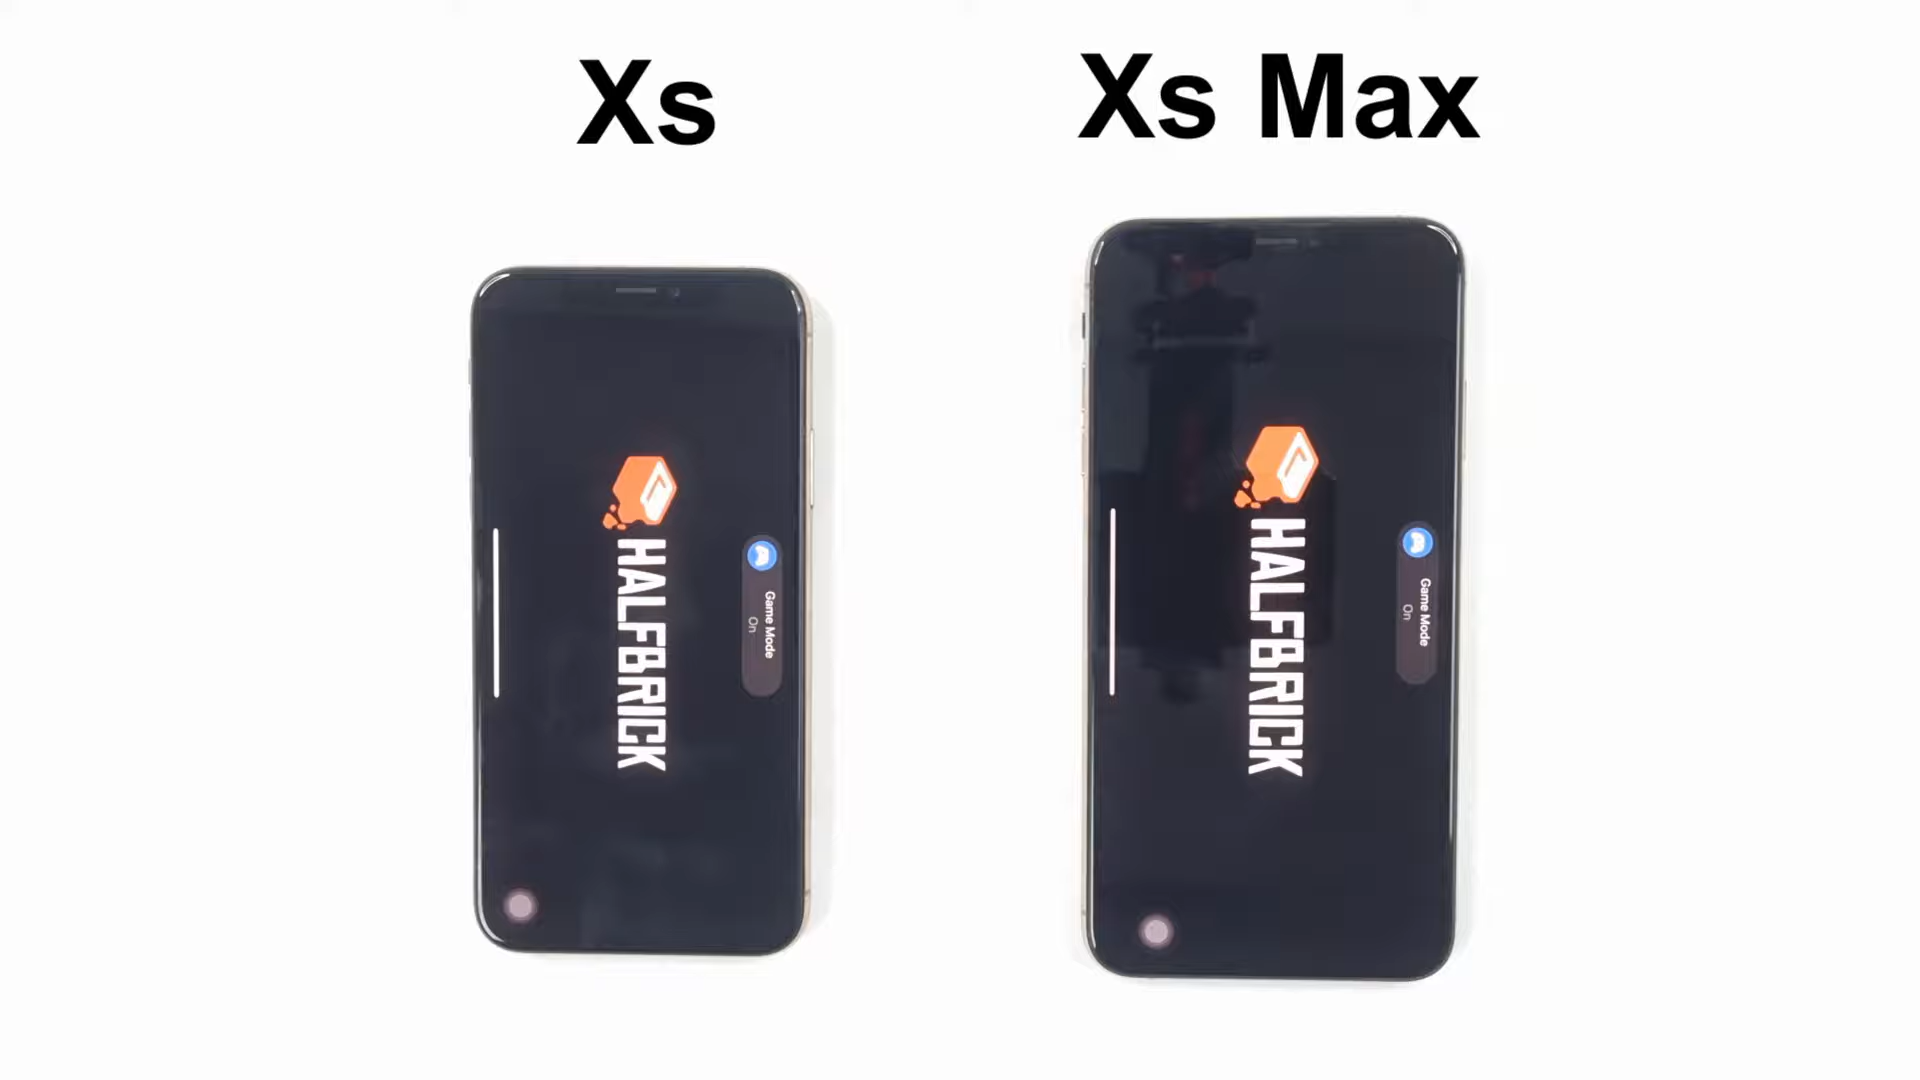 Xs
Xs Max
HALFBRICK
Game Mode
On
HALFBRICK
Game Mode
On